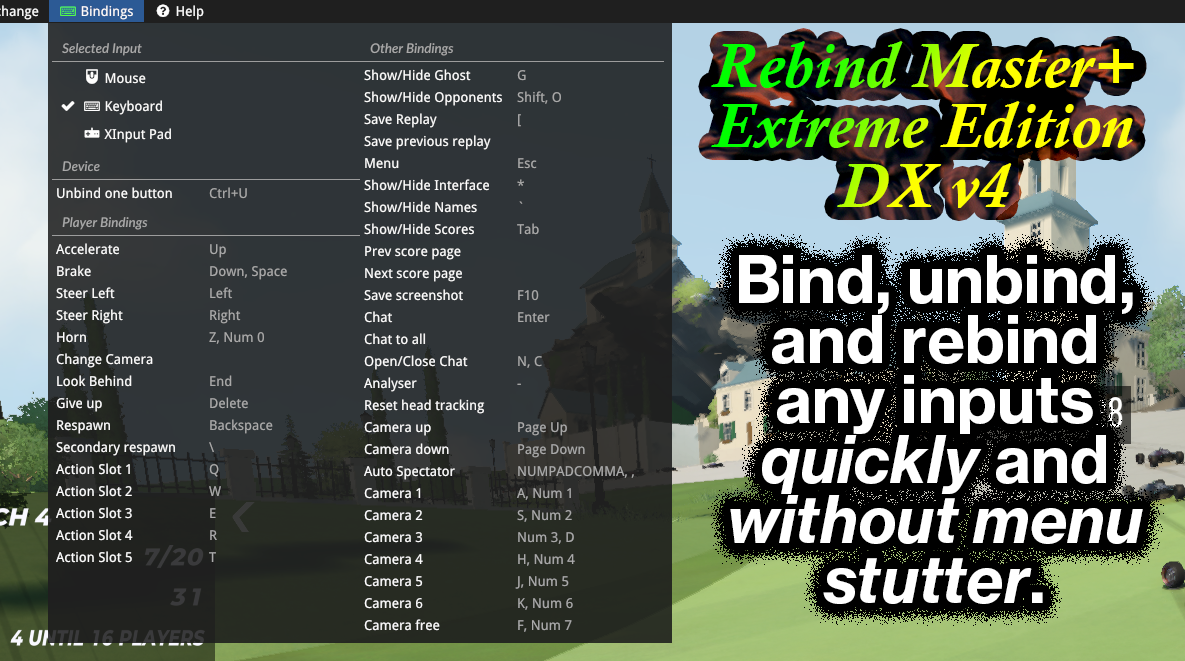 change Bindings Help
Selected Input
Mouse
Keyboard
XInput Pad
Device
Unbind one button Ctrl+U
Player Bindings
Accelerate Up
Brake Down, Space
Steer Left Left
Steer Right Right
Horn Z, Num 0
Change Camera
Look Behind End
Give up Delete
Respawn Backspace
Secondary respawn \
Action Slot 1 Q
Action Slot 2 W
Action Slot 3 E
Action Slot 4 R
Action Slot 5 T
CH 4
7/20
31
4 UNTIL 16 PLAYERS
Other Bindings
Show/Hide Ghost G
Show/Hide Opponents Shift, O
Save Replay [
Save previous replay
Menu Esc
Show/Hide Interface *
Show/Hide Names `
Show/Hide Scores Tab
Prev score page
Next score page
Save screenshot F10
Chat Enter
Chat to all
Open/Close Chat N, C
Analyser -
Reset head tracking
Camera up Page Up
Camera down Page Down
Auto Spectator NUMPADCOMMA, ,
Camera 1 A, Num 1
Camera 2 S, Num 2
Camera 3 Num 3, D
Camera 4 H, Num 4
Camera 5 J, Num 5
Camera 6 K, Num 6
Camera free F, Num 7
Rebind Master+
Extreme Edition
DX v4
Bind, unbind,
and rebind
any inputs
quickly and
without menu
stutter.
8